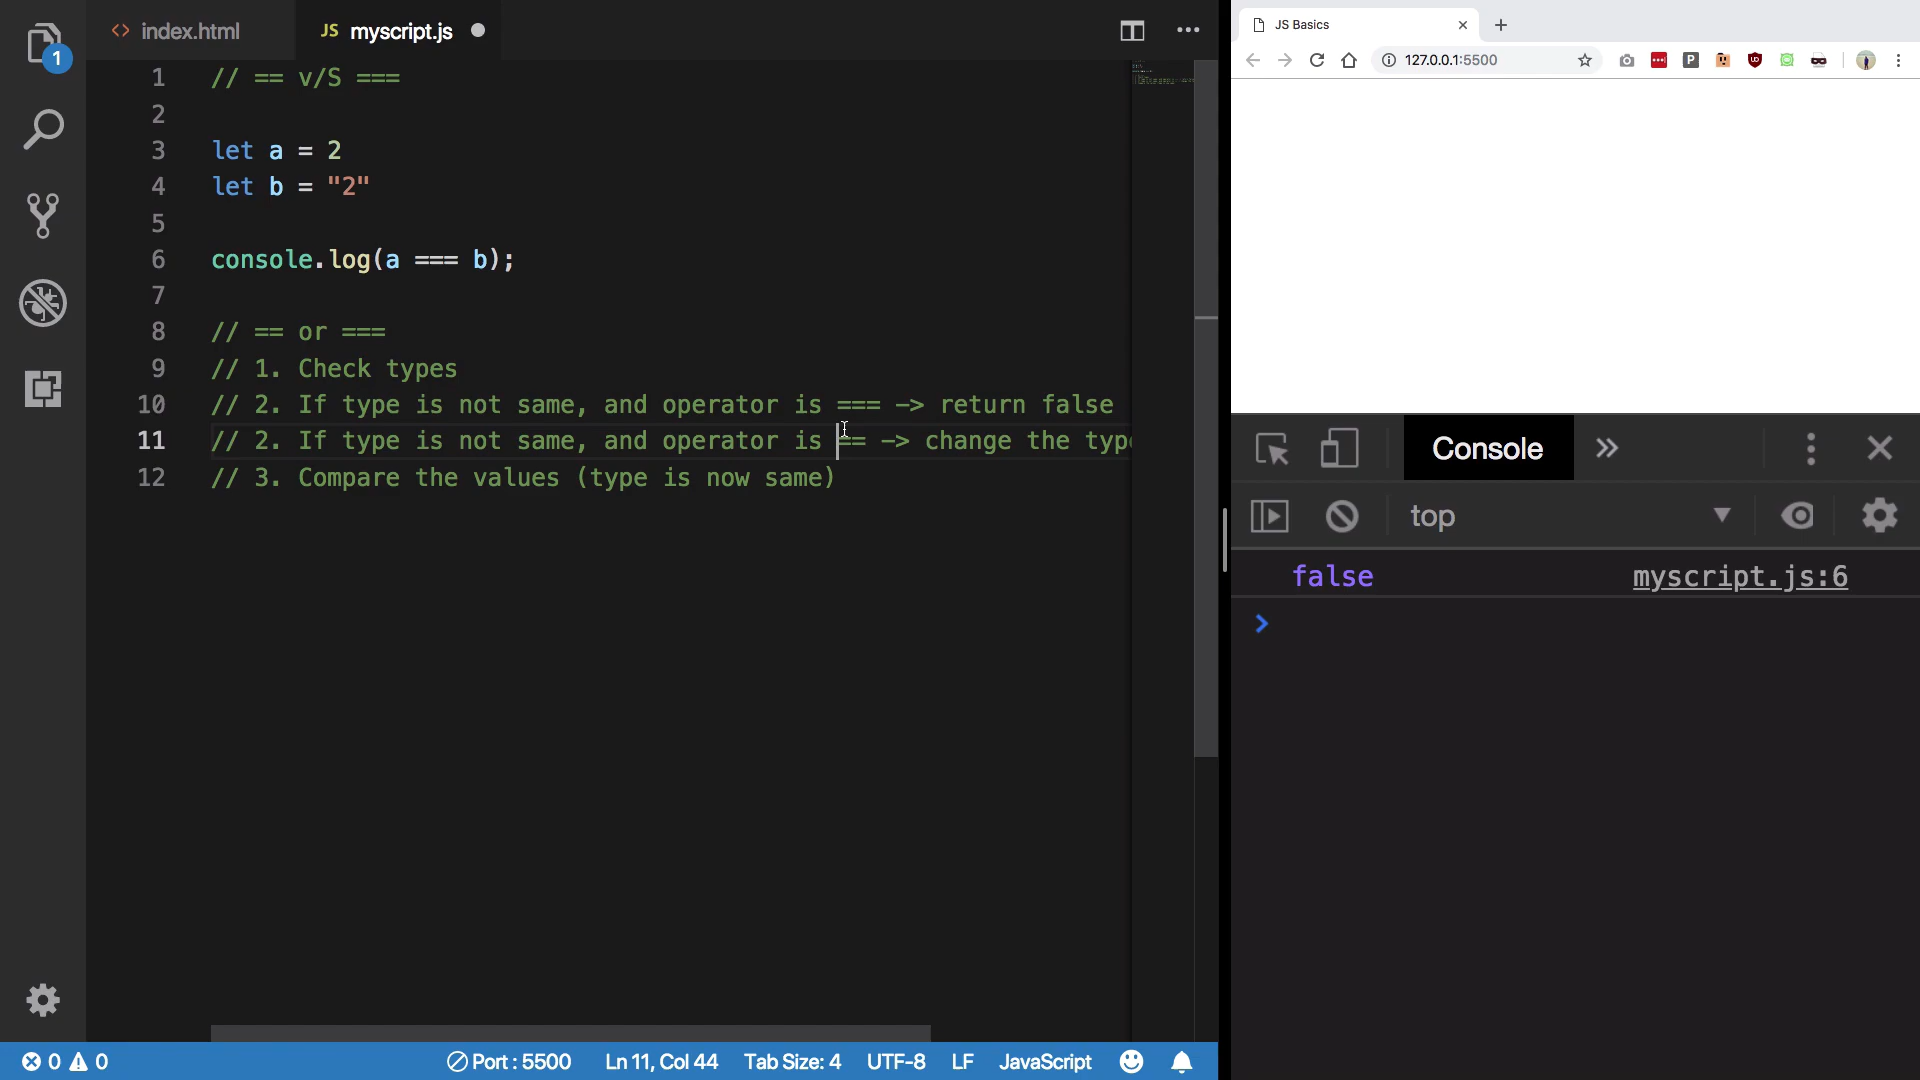 index.html
JS myscript.js
1
1 // == v/S ===
2
3 let a = 2
4 let b = "2"
5
6 console.log(a === b);
7
8 // == or ===
9 // 1. Check types
10 // 2. If type is not same, and operator is === -> return false
11 // 2. If type is not same, and operator is == -> change the type
12 // 3. Compare the values (type is now same)
0 0
Port : 5500
Ln 11, Col 44
Tab Size: 4
UTF-8
LF
JavaScript
JS Basics
127.0.0.1:5500
P
Console
top
false myscript.js:6